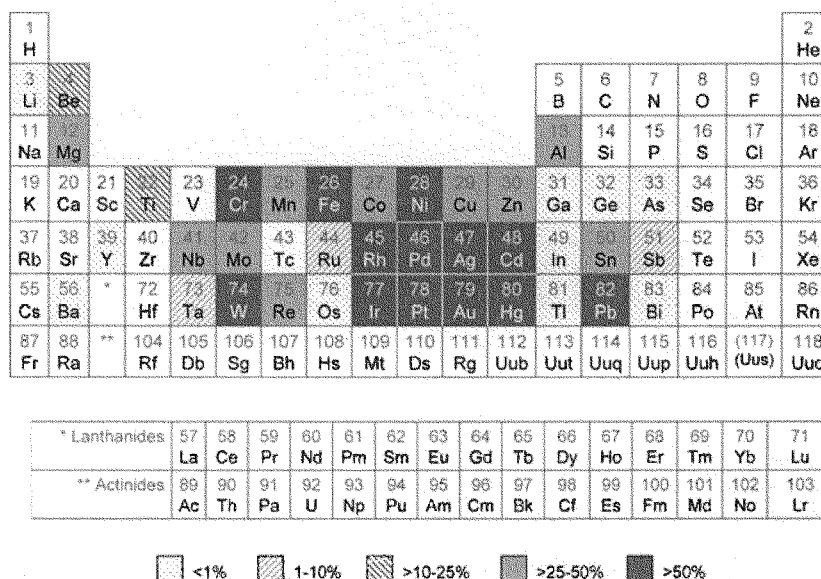 1 2
H He
3 4 5 6 7 8 9 10
Li Be B C N O F Ne
11 12 13 14 15 16 17 18
Na Mg Al Si P S Cl Ar
19 20 21 22 23 24 25 26 27 28 29 30 31 32 33 34 35 36
K Ca Sc Ti V Cr Mn Fe Co Ni Cu Zn Ga Ge As Se Br Kr
37 38 39 40 41 42 43 44 45 46 47 48 49 50 51 52 53 54
Rb Sr Y Zr Nb Mo Tc Ru Rh Pd Ag Cd In Sn Sb Te I Xe
55 56 * 72 73 74 75 76 77 78 79 80 81 82 83 84 85 86
Cs Ba Hf Ta W Re Os Ir Pt Au Hg Tl Pb Bi Po At Rn
87 88 ** 104 105 106 107 108 109 110 111 112 113 114 115 116 (117) 118
Fr Ra Rf Db Sg Bh Hs Mt Ds Rg Uub Uut Uuq Uup Uuh (Uus) Uuo
* Lanthanides 57 58 59 60 61 62 63 64 65 66 67 68 69 70 71
La Ce Pr Nd Pm Sm Eu Gd Tb Dy Ho Er Tm Yb Lu
** Actinides 89 90 91 92 93 94 95 96 97 98 99 100 101 102 103
Ac Th Pa U Np Pu Am Cm Bk Cf Es Fm Md No Lr
<1% 1-10% >10-25% >25-50% >50%